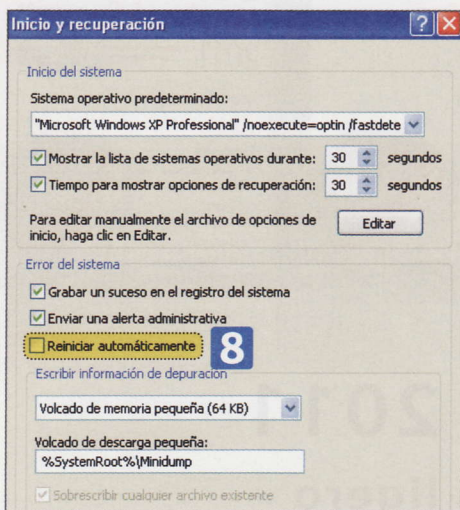 Inicio y recuperación
Inicio del sistema
Sistema operativo predeterminado:
"Microsoft Windows XP Professional" /noexecute=optin /fastdete
Mostrar la lista de sistemas operativos durante: 30 segundos
Tiempo para mostrar opciones de recuperación: 30 segundos
Para editar manualmente el archivo de opciones de
inicio, haga clic en Editar.
Editar
Error del sistema
Grabar un suceso en el registro del sistema
Enviar una alerta administrativa
Reiniciar automáticamente
8
Escribir información de depuración
Volcado de memoria pequeña (64 KB)
Volcado de descarga pequeña:
%SystemRoot%\Minidump
Sobrescribir cualquier archivo existente